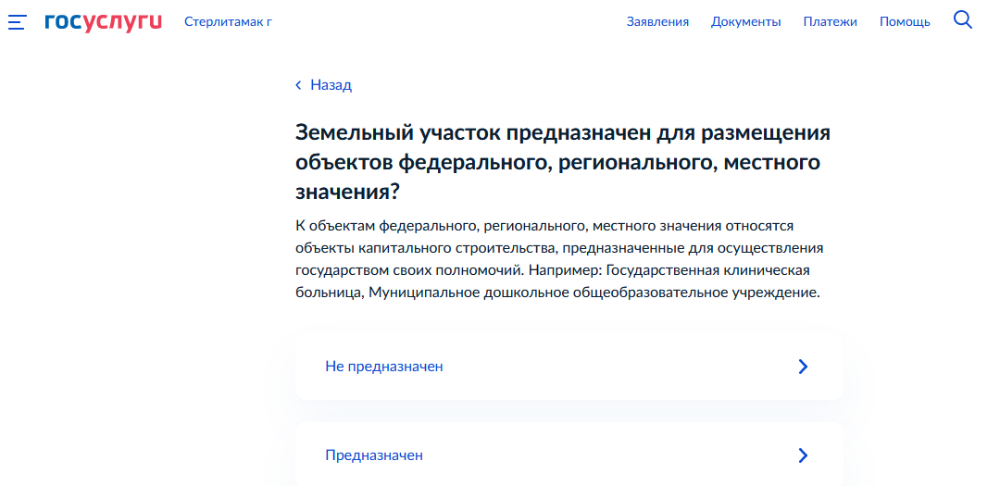 госуслуги Стерлитамак г Заявления Документы Платежи Помощь
Назад
Земельный участок предназначен для размещения
объектов федерального, регионального, местного
значения?
К объектам федерального, регионального, местного значения относятся
объекты капитального строительства, предназначенные для осуществления
государством своих полномочий. Например: Государственная клиническая
больница, Муниципальное дошкольное общеобразовательное учреждение.
Не предназначен
Предназначен